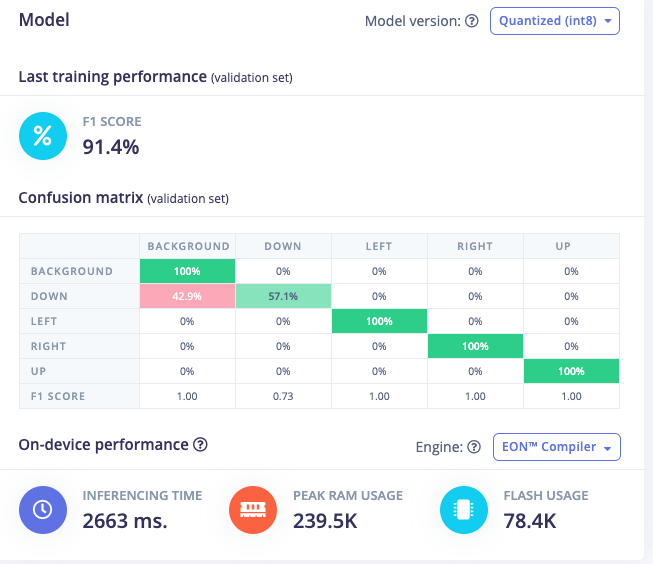 Model
Model version: Quantized (int8)
Last training performance (validation set)
%
F1 SCORE
91.4%
Confusion matrix (validation set)
BACKGROUND DOWN LEFT RIGHT UP
BACKGROUND 100% 0% 0% 0% 0%
DOWN 42.9% 57.1% 0% 0% 0%
LEFT 0% 0% 100% 0% 0%
RIGHT 0% 0% 0% 100% 0%
UP 0% 0% 0% 0% 100%
F1 SCORE 1.00 0.73 1.00 1.00 1.00
On-device performance ?
Engine: ? EON™ Compiler
INFERENCING TIME
2663 ms.
PEAK RAM USAGE
239.5K
FLASH USAGE
78.4K